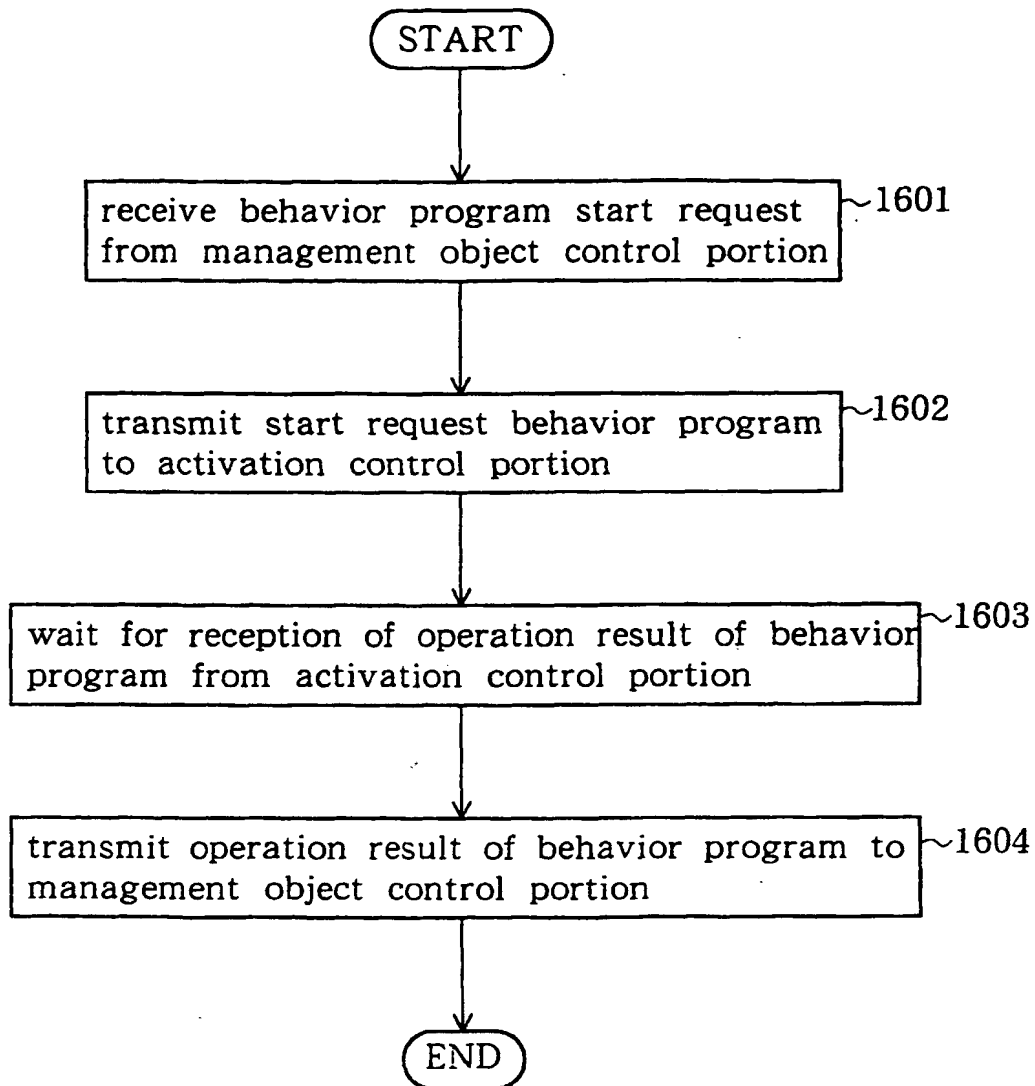 START
receive behavior program start request
from management object control portion
1601
transmit start request behavior program
to activation control portion
1602
wait for reception of operation result of behavior
program from activation control portion
1603
transmit operation result of behavior program to
management object control portion
1604
END